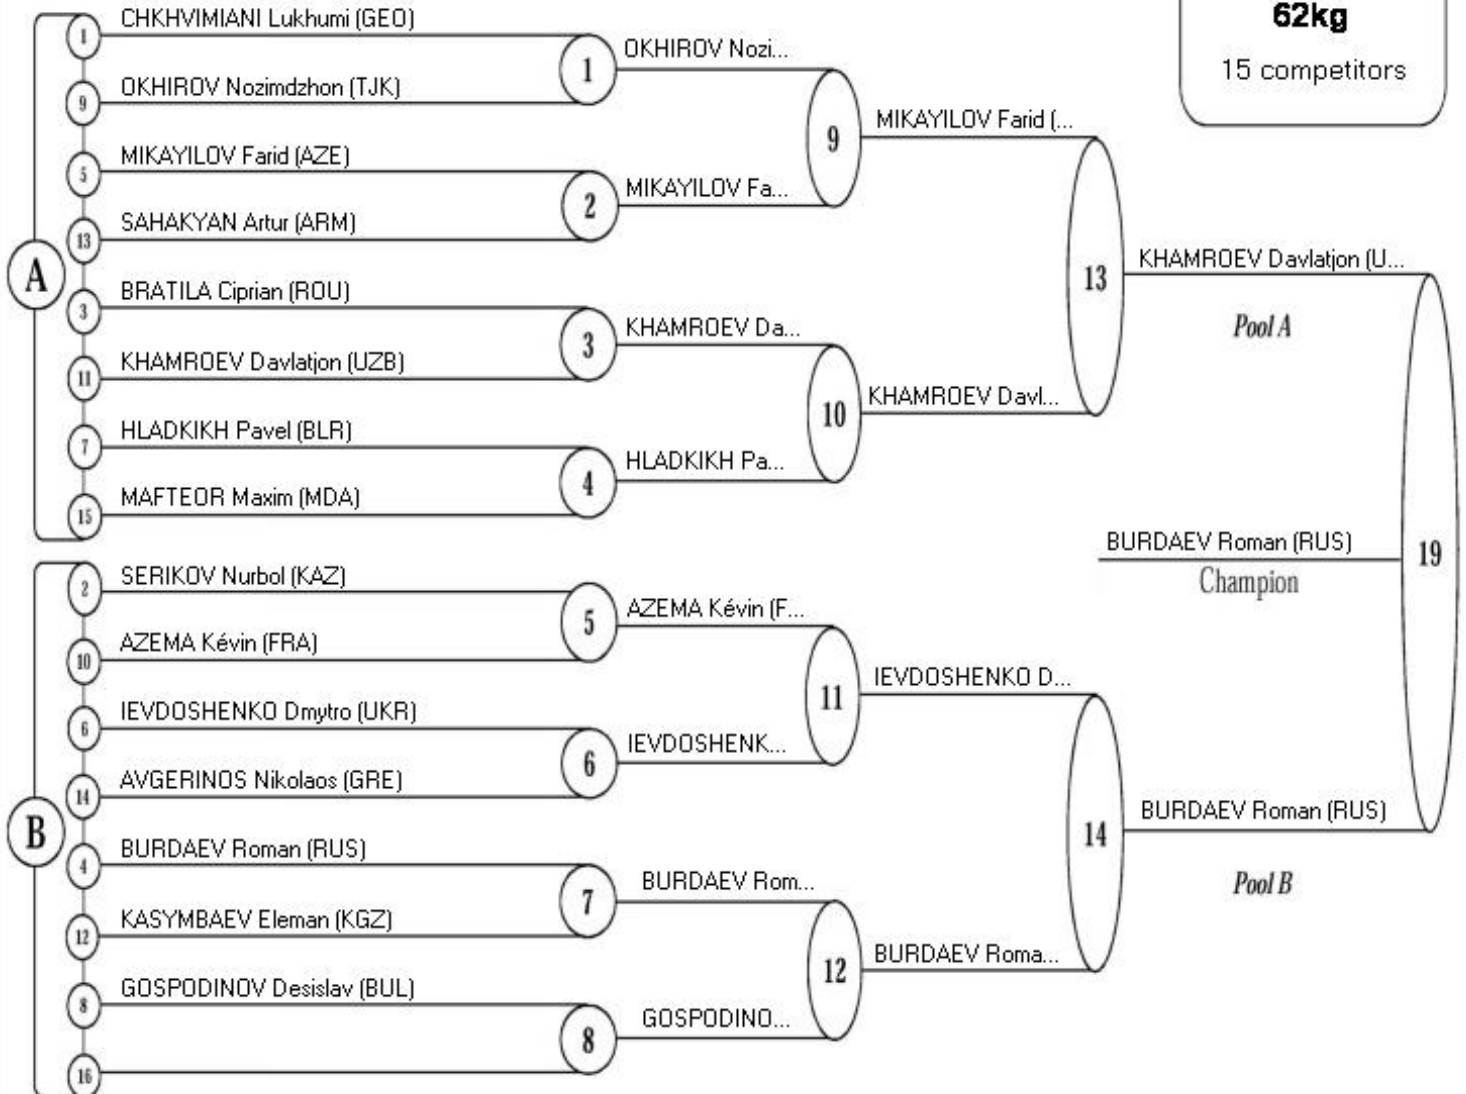 62kg
15 competitors
A
1
CHKHVIMIANI Lukhumi (GEO)
9
OKHIROV Nozimdzhon (TJK)
5
MIKAYILOV Farid (AZE)
13
SAHAKYAN Artur (ARM)
3
BRATILA Ciprian (ROU)
11
KHAMROEV Davlatjon (UZB)
7
HLADKIKH Pavel (BLR)
15
MAFTEOR Maxim (MDA)
B
2
SERIKOV Nurbol (KAZ)
10
AZEMA Kévin (FRA)
6
IEVDOSHENKO Dmytro (UKR)
14
AVGERINOS Nikolaos (GRE)
4
BURDAEV Roman (RUS)
12
KASYMBAEV Eleman (KGZ)
8
GOSPODINOV Desislav (BUL)
16
1
2
3
4
5
6
7
8
OKHIROV Nozi...
MIKAYILOV Fa...
KHAMROEV Da...
HLADKIKH Pa...
AZEMA Kévin (F...
IEVDOSHENK...
BURDAEV Rom...
GOSPODINO...
9
10
11
12
MIKAYILOV Farid (...
KHAMROEV Davl...
IEVDOSHENKO D...
BURDAEV Roma...
13
14
KHAMROEV Davlatjon (U...
Pool A
BURDAEV Roman (RUS)
Champion
BURDAEV Roman (RUS)
Pool B
19